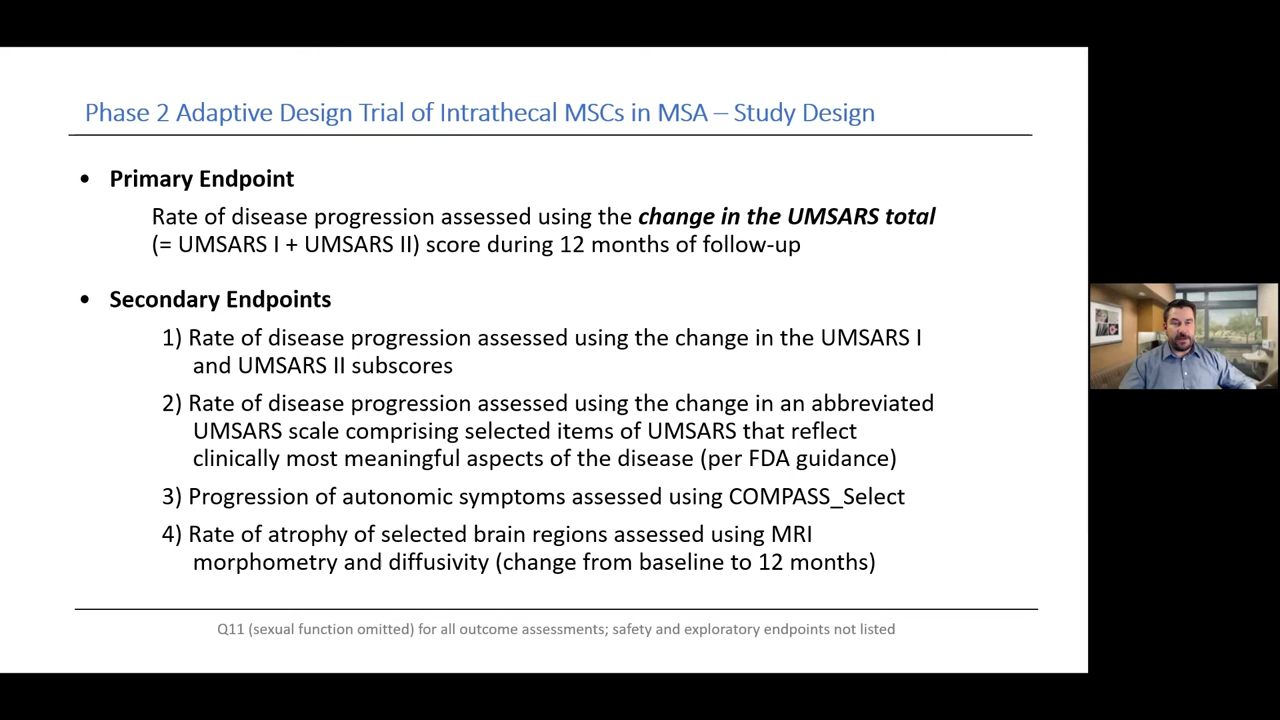 Phase 2 Adaptive Design Trial of Intrathecal MSCs in MSA – Study Design
• Primary Endpoint
Rate of disease progression assessed using the change in the UMSARS total
(= UMSARS I + UMSARS II) score during 12 months of follow-up
• Secondary Endpoints
1) Rate of disease progression assessed using the change in the UMSARS I
and UMSARS II subscores
2) Rate of disease progression assessed using the change in an abbreviated
UMSARS scale comprising selected items of UMSARS that reflect
clinically most meaningful aspects of the disease (per FDA guidance)
3) Progression of autonomic symptoms assessed using COMPASS_Select
4) Rate of atrophy of selected brain regions assessed using MRI
morphometry and diffusivity (change from baseline to 12 months)
Q11 (sexual function omitted) for all outcome assessments; safety and exploratory endpoints not listed